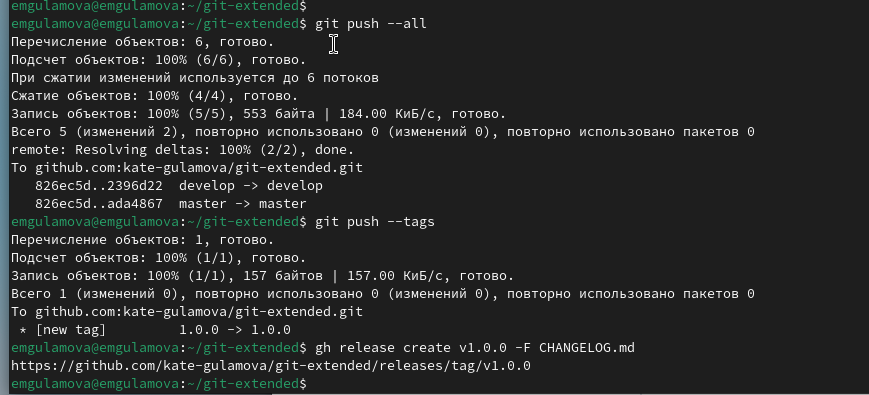 emgulamova@emgulamova:~/git-extended$
emgulamova@emgulamova:~/git-extended$ git push --all
Перечисление объектов: 6, готово.
Подсчет объектов: 100% (6/6), готово.
При сжатии изменений используется до 6 потоков
Сжатие объектов: 100% (4/4), готово.
Запись объектов: 100% (5/5), 553 байта | 184.00 КиБ/с, готово.
Всего 5 (изменений 2), повторно использовано 0 (изменений 0), повторно использовано пакетов 0
remote: Resolving deltas: 100% (2/2), done.
To github.com:kate-gulamova/git-extended.git
   826ec5d..2396d22  develop -> develop
   826ec5d..ada4867  master -> master
emgulamova@emgulamova:~/git-extended$ git push --tags
Перечисление объектов: 1, готово.
Подсчет объектов: 100% (1/1), готово.
Запись объектов: 100% (1/1), 157 байтов | 157.00 КиБ/с, готово.
Всего 1 (изменений 0), повторно использовано 0 (изменений 0), повторно использовано пакетов 0
To github.com:kate-gulamova/git-extended.git
 * [new tag]         1.0.0 -> 1.0.0
emgulamova@emgulamova:~/git-extended$ gh release create v1.0.0 -F CHANGELOG.md
https://github.com/kate-gulamova/git-extended/releases/tag/v1.0.0
emgulamova@emgulamova:~/git-extended$